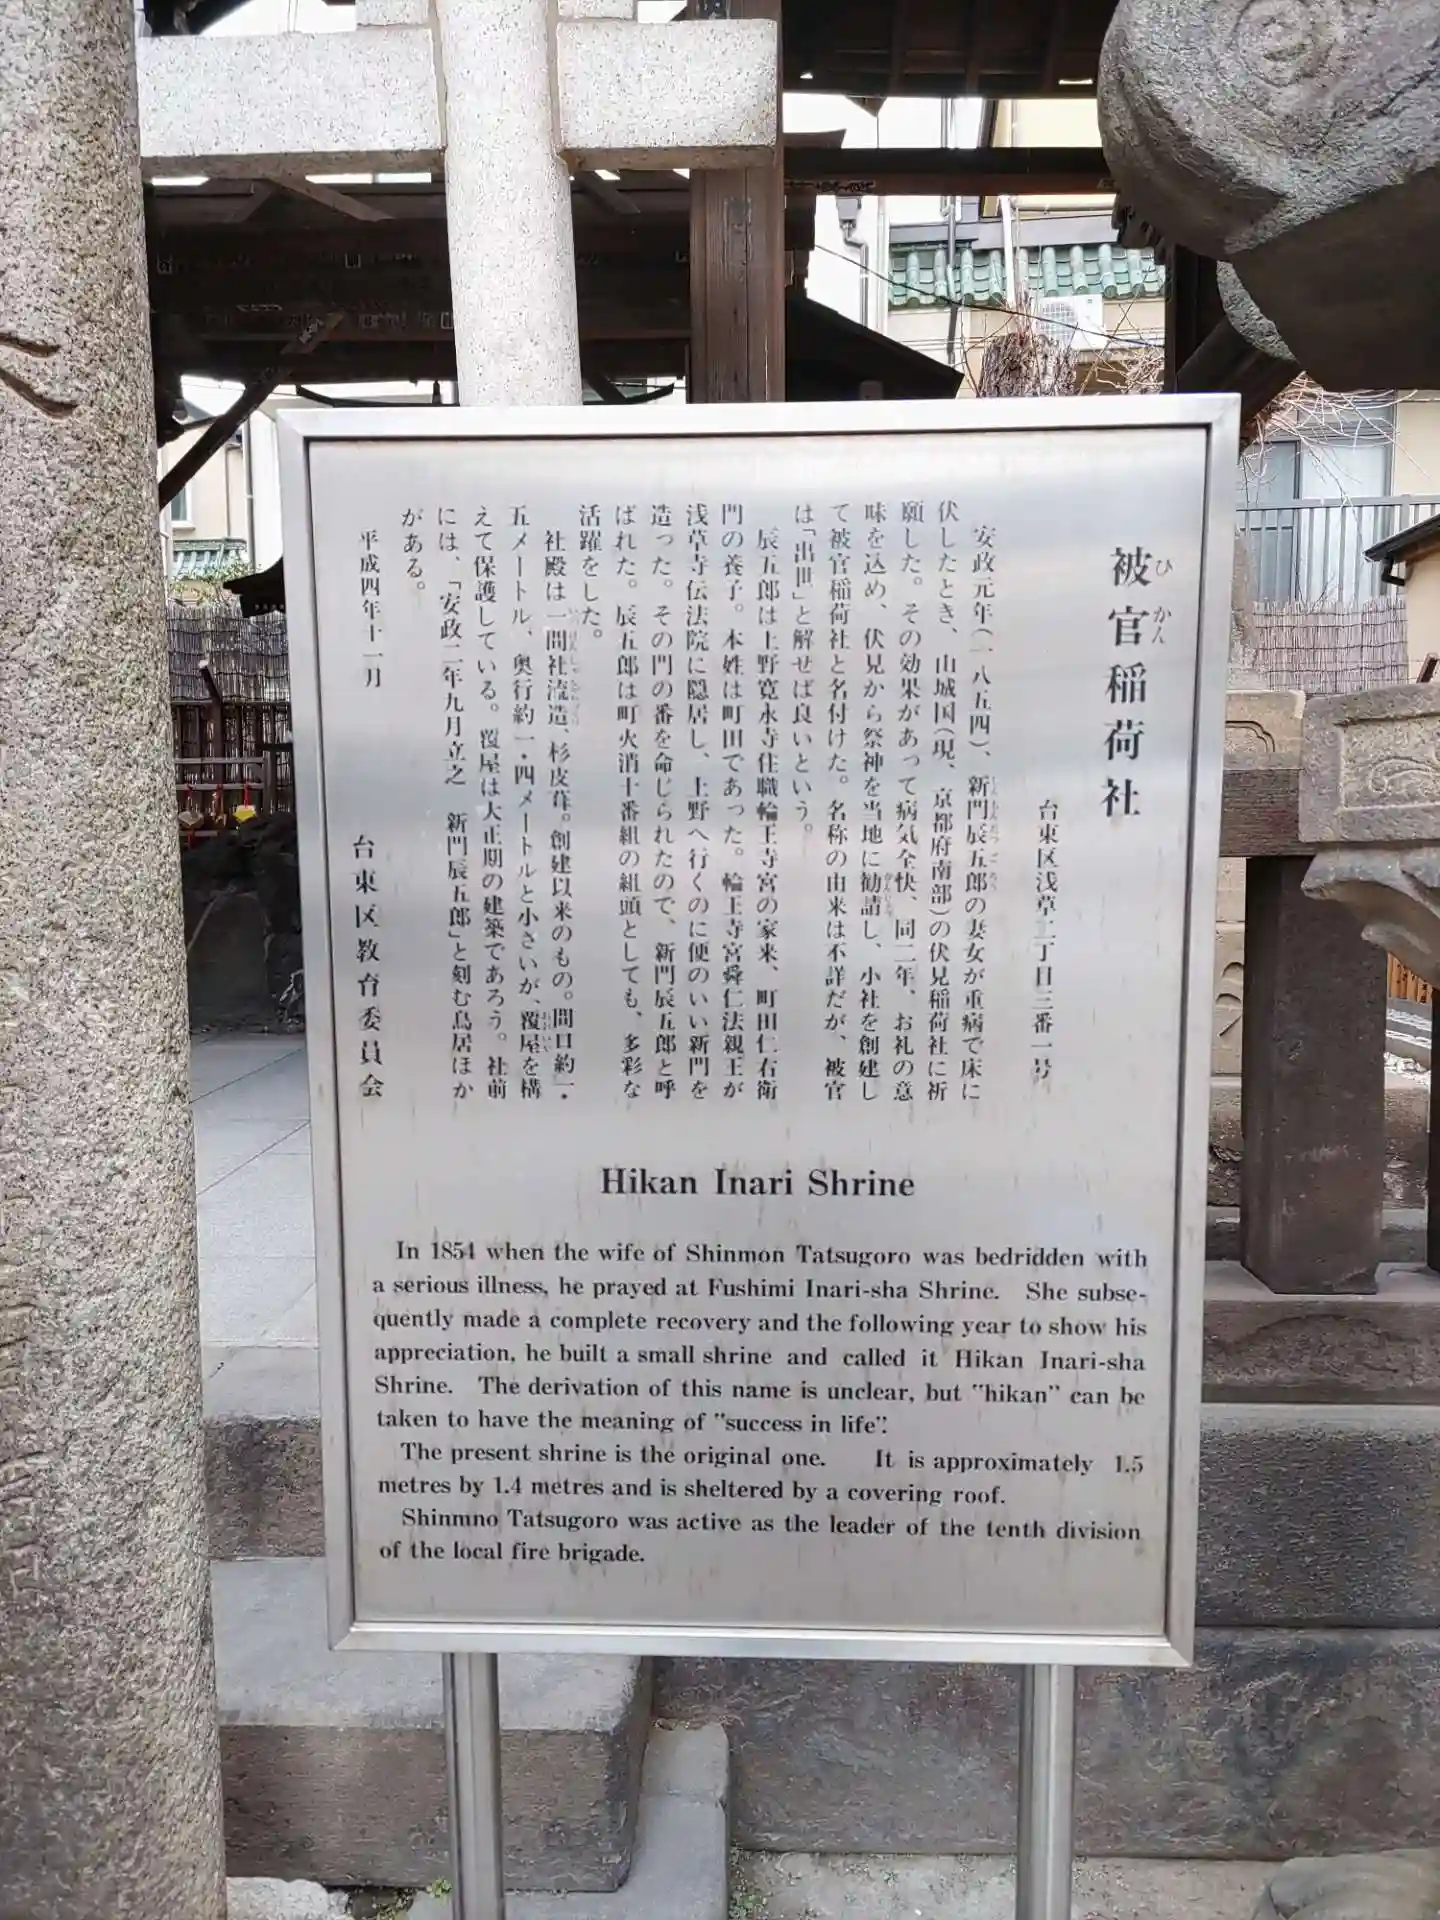 被官稲荷社
ひかん
台東区浅草二丁目三番一号
安政元年(一八五四)、新門辰五郎の妻女が重病で床に
伏したとき、山城国(現、京都府南部)の伏見稲荷社に祈
願した。その効果があって病気全快、同二年、お礼の意
味を込め、伏見から祭神を当地に勧請し、小社を創建し
て被官稲荷社と名付けた。名称の由来は不詳だが、被官
は「出世」と解せば良いという。
辰五郎は上野寛永寺住職輪王寺宮の家来、町田仁右衛
門の養子。本姓は町田であった。輪王寺宮舜仁法親王が
浅草寺伝法院に隠居し、上野へ行くのに便のいい新門を
造った。その門の番を命じられたので、新門辰五郎と呼
ばれた。辰五郎は町火消十番組の組頭としても、多彩な
活躍をした。
社殿は一間社流造、杉皮葺。創建以来のもの。間口約一・
五メートル、奥行約一・四メートルと小さいが、覆屋を構
えて保護している。覆屋は大正期の建築であろう。社前
には、「安政二年九月立之 新門辰五郎」と刻む鳥居ほか
がある。
平成四年十一月
台東区教育委員会
Hikan Inari Shrine
In 1854 when the wife of Shinmon Tatsugoro was bedridden with
a serious illness, he prayed at Fushimi Inari-sha Shrine. She subse-
quently made a complete recovery and the following year to show his
appreciation, he built a small shrine and called it Hikan Inari-sha
Shrine. The derivation of this name is unclear, but "hikan" can be
taken to have the meaning of "success in life".
The present shrine is the original one. It is approximately 1.5
metres by 1.4 metres and is sheltered by a covering roof.
Shinmno Tatsugoro was active as the leader of the tenth division
of the local fire brigade.